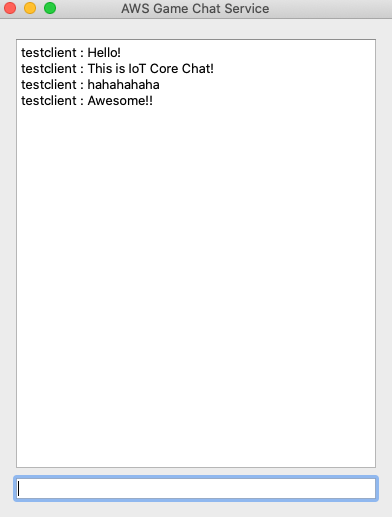 AWS Game Chat Service
testclient : Hello!
testclient : This is IoT Core Chat!
testclient : hahahahaha
testclient : Awesome!!